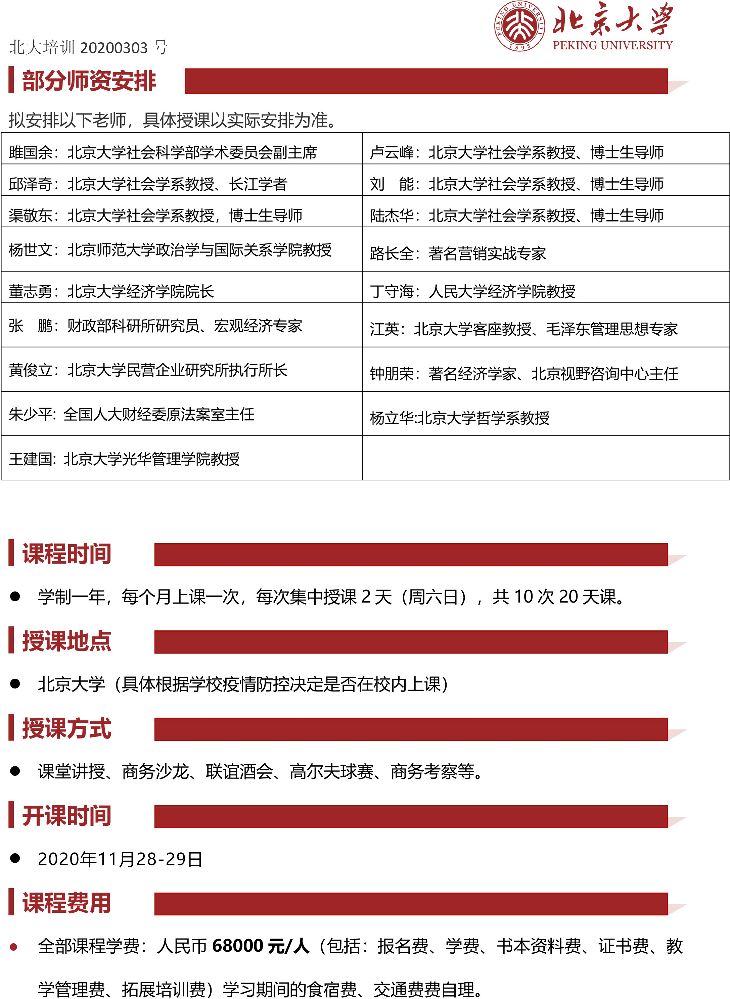 PEKING UNIVERSITY
1898
北京大学
PEKING UNIVERSITY
北大培训 20200303 号
部分师资安排
拟安排以下老师，具体授课以实际安排为准。
雎国余：北京大学社会科学部学术委员会副主席
卢云峰：北京大学社会学系教授、博士生导师
邱泽奇：北京大学社会学系教授、长江学者
刘　能：北京大学社会学系教授、博士生导师
渠敬东：北京大学社会学系教授，博士生导师
陆杰华：北京大学社会学系教授、博士生导师
杨世文：北京师范大学政治学与国际关系学院教授
路长全：著名营销实战专家
董志勇：北京大学经济学院院长
丁守海：人民大学经济学院教授
张　鹏：财政部科研所研究员、宏观经济专家
江英：北京大学客座教授、毛泽东管理思想专家
黄俊立：北京大学民营企业研究所执行所长
钟朋荣：著名经济学家、北京视野咨询中心主任
朱少平：全国人大财经委原法案室主任
杨立华:北京大学哲学系教授
王建国：北京大学光华管理学院教授
课程时间
● 学制一年，每个月上课一次，每次集中授课 2 天（周六日），共 10 次 20 天课。
授课地点
● 北京大学（具体根据学校疫情防控决定是否在校内上课）
授课方式
● 课堂讲授、商务沙龙、联谊酒会、高尔夫球赛、商务考察等。
开课时间
● 2020年11月28-29日
课程费用
● 全部课程学费：人民币 68000 元/人（包括：报名费、学费、书本资料费、证书费、教
学管理费、拓展培训费）学习期间的食宿费、交通费费自理。